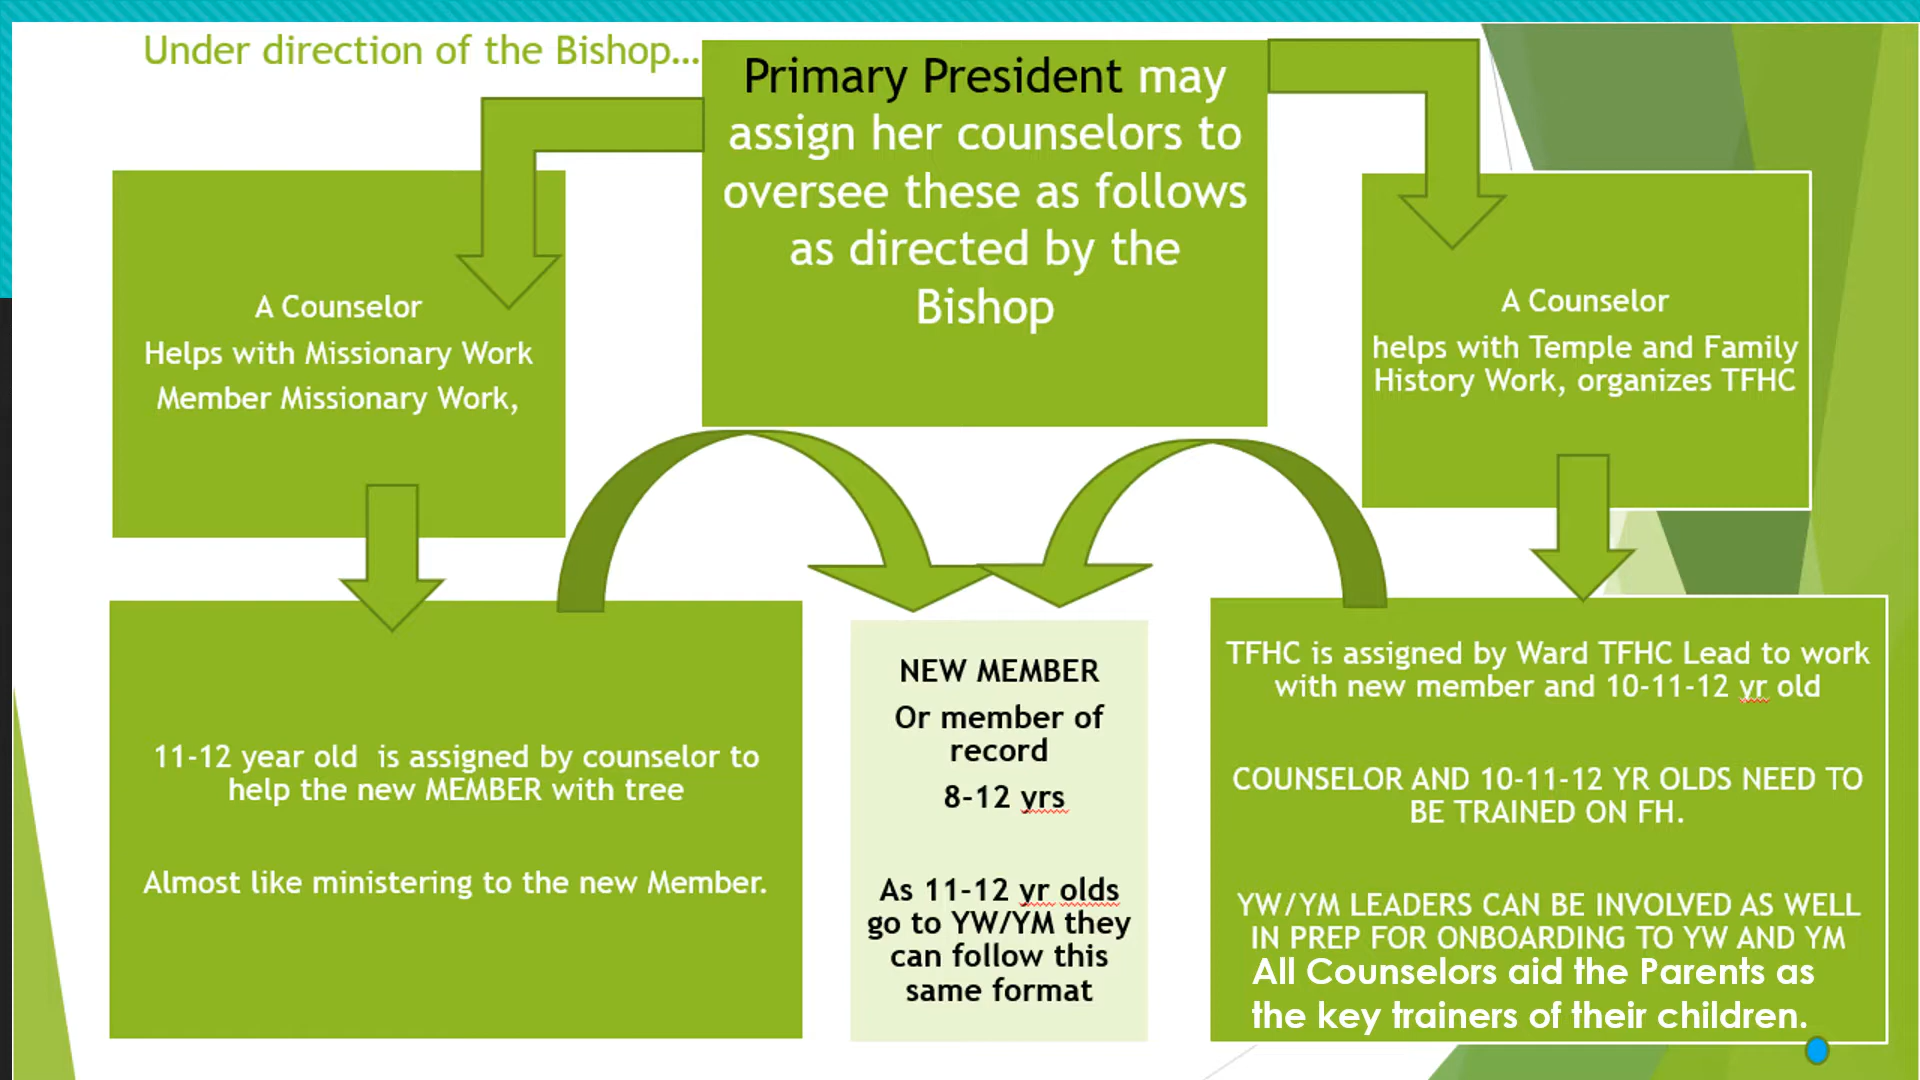 Under direction of the Bishop...
Primary President may
assign her counselors to
oversee these as follows
as directed by the
Bishop
A Counselor
Helps with Missionary Work
Member Missionary Work,
A Counselor
helps with Temple and Family
History Work, organizes TFHC
11-12 year old  is assigned by counselor to
help the new MEMBER with tree
Almost like ministering to the new Member.
NEW MEMBER
Or member of
record
8-12 yrs
As 11-12 yr olds
go to YW/YM they
can follow this
same format
TFHC is assigned by Ward TFHC Lead to work
with new member and 10-11-12 yr old
COUNSELOR AND 10-11-12 YR OLDS NEED TO
BE TRAINED ON FH.
YW/YM LEADERS CAN BE INVOLVED AS WELL
IN PREP FOR ONBOARDING TO YW AND YM
All Counselors aid the Parents as
the key trainers of their children.